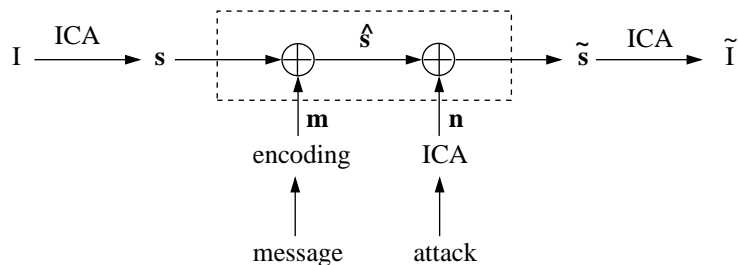 I ICA s ŝ s̃ ICA Ĩ
m n
encoding ICA
message attack